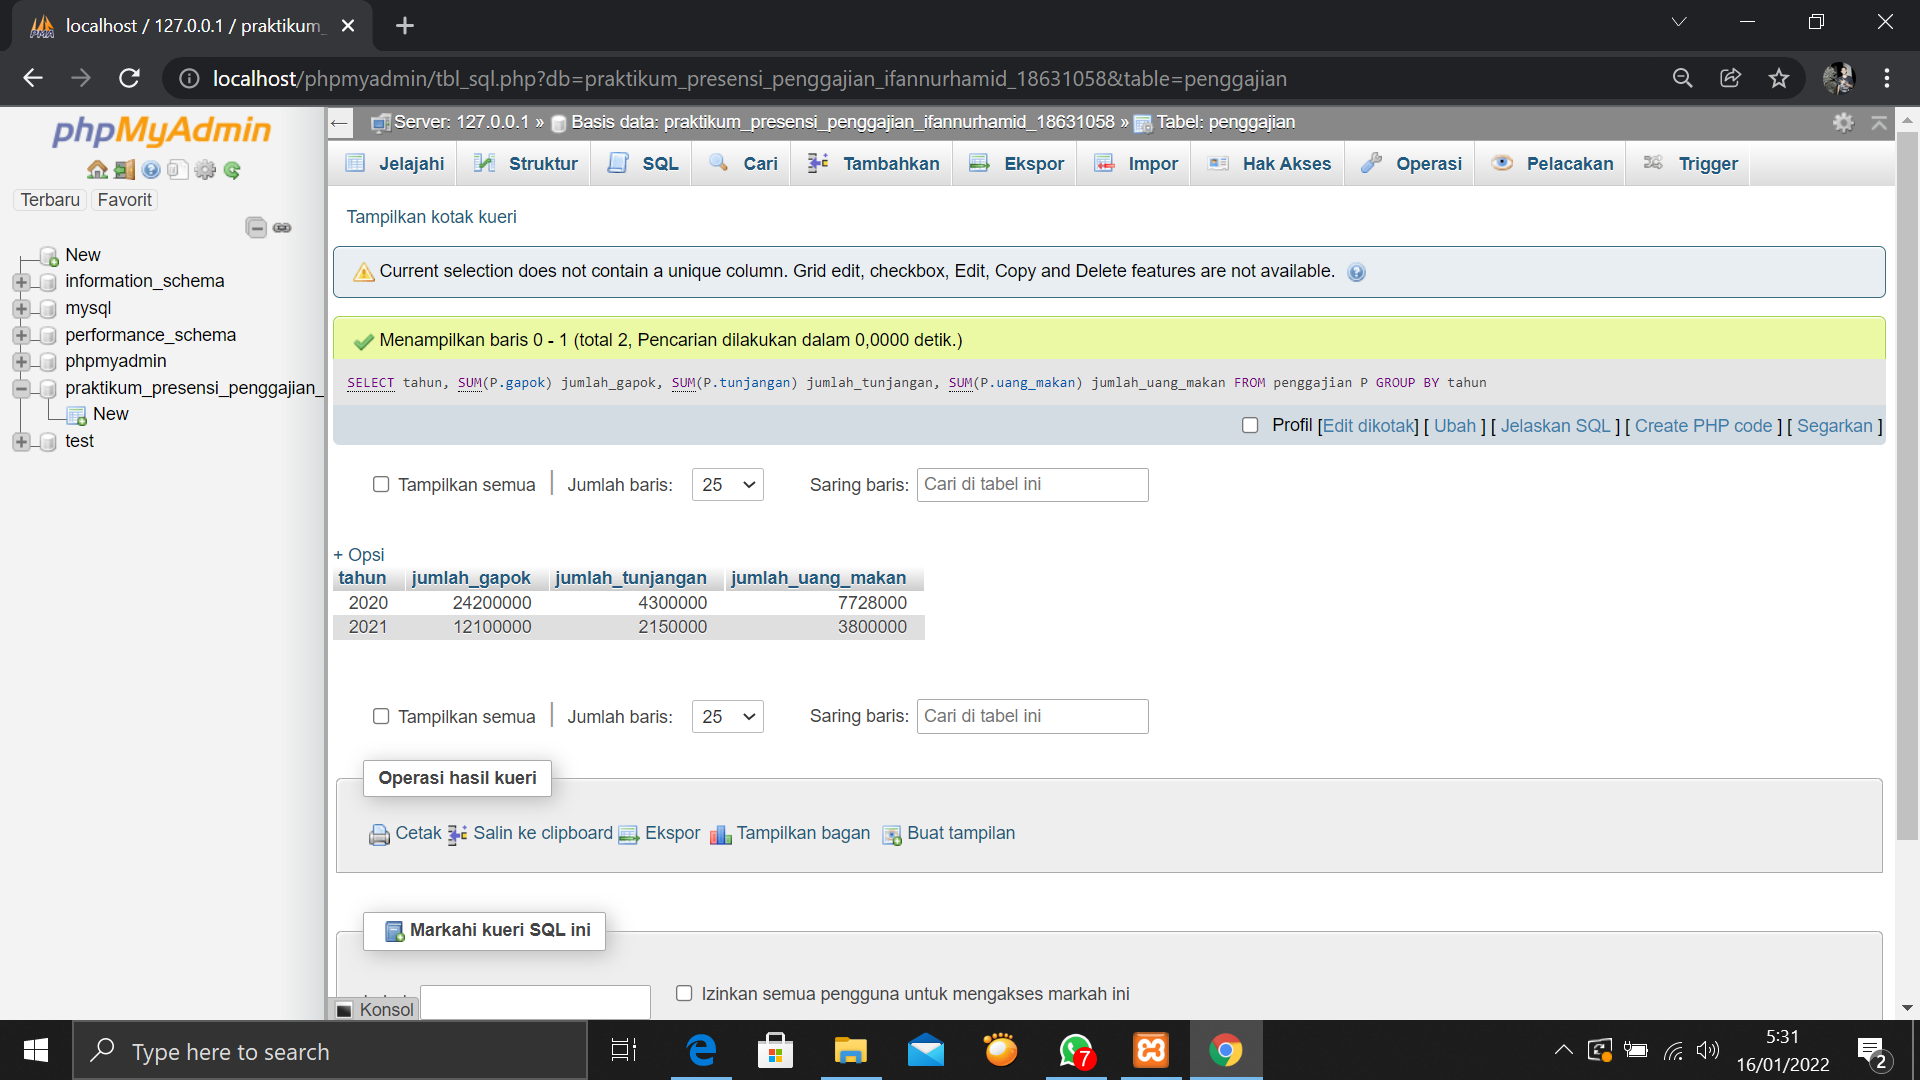 localhost / 127.0.0.1 / praktikum_
localhost/phpmyadmin/tbl_sql.php?db=praktikum_presensi_penggajian_ifannurhamid_18631058&table=penggajian
phpMyAdmin
Terbaru Favorit
New
information_schema
mysql
performance_schema
phpmyadmin
praktikum_presensi_penggajian_
New
test
Server: 127.0.0.1 » Basis data: praktikum_presensi_penggajian_ifannurhamid_18631058 » Tabel: penggajian
Jelajahi Struktur SQL Cari Tambahkan Ekspor Impor Hak Akses Operasi Pelacakan Trigger
Tampilkan kotak kueri
Current selection does not contain a unique column. Grid edit, checkbox, Edit, Copy and Delete features are not available.
Menampilkan baris 0 - 1 (total 2, Pencarian dilakukan dalam 0,0000 detik.)
SELECT tahun, SUM(P.gapok) jumlah_gapok, SUM(P.tunjangan) jumlah_tunjangan, SUM(P.uang_makan) jumlah_uang_makan FROM penggajian P GROUP BY tahun
Profil [Edit dikotak] [ Ubah ] [ Jelaskan SQL ] [ Create PHP code ] [ Segarkan ]
Tampilkan semua | Jumlah baris: 25 Saring baris: Cari di tabel ini
+ Opsi
tahun jumlah_gapok jumlah_tunjangan jumlah_uang_makan
2020 24200000 4300000 7728000
2021 12100000 2150000 3800000
Tampilkan semua | Jumlah baris: 25 Saring baris: Cari di tabel ini
Operasi hasil kueri
Cetak Salin ke clipboard Ekspor Tampilkan bagan Buat tampilan
Markahi kueri SQL ini
Izinkan semua pengguna untuk mengakses markah ini
Konsol
Type here to search
7
5:31
16/01/2022
2